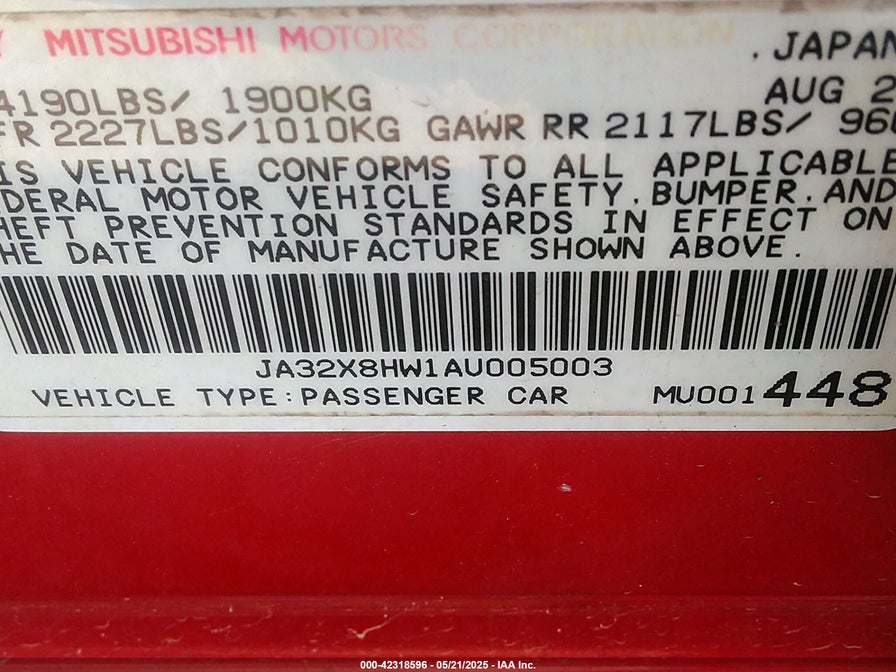 Y MITSUBISHI MOTORS CORPORATION .JAPAN
4190LBS/ 1900KG AUG 2
FR 2227LBS/1010KG GAWR RR 2117LBS/ 960
IS VEHICLE CONFORMS TO ALL APPLICABLE
DERAL MOTOR VEHICLE SAFETY.BUMPER.AND
HEFT PREVENTION STANDARDS IN EFFECT ON
HE DATE OF MANUFACTURE SHOWN ABOVE.
JA32X8HW1AU005003
VEHICLE TYPE:PASSENGER CAR MU001448
000-42318596 - 05/21/2025 - IAA Inc.